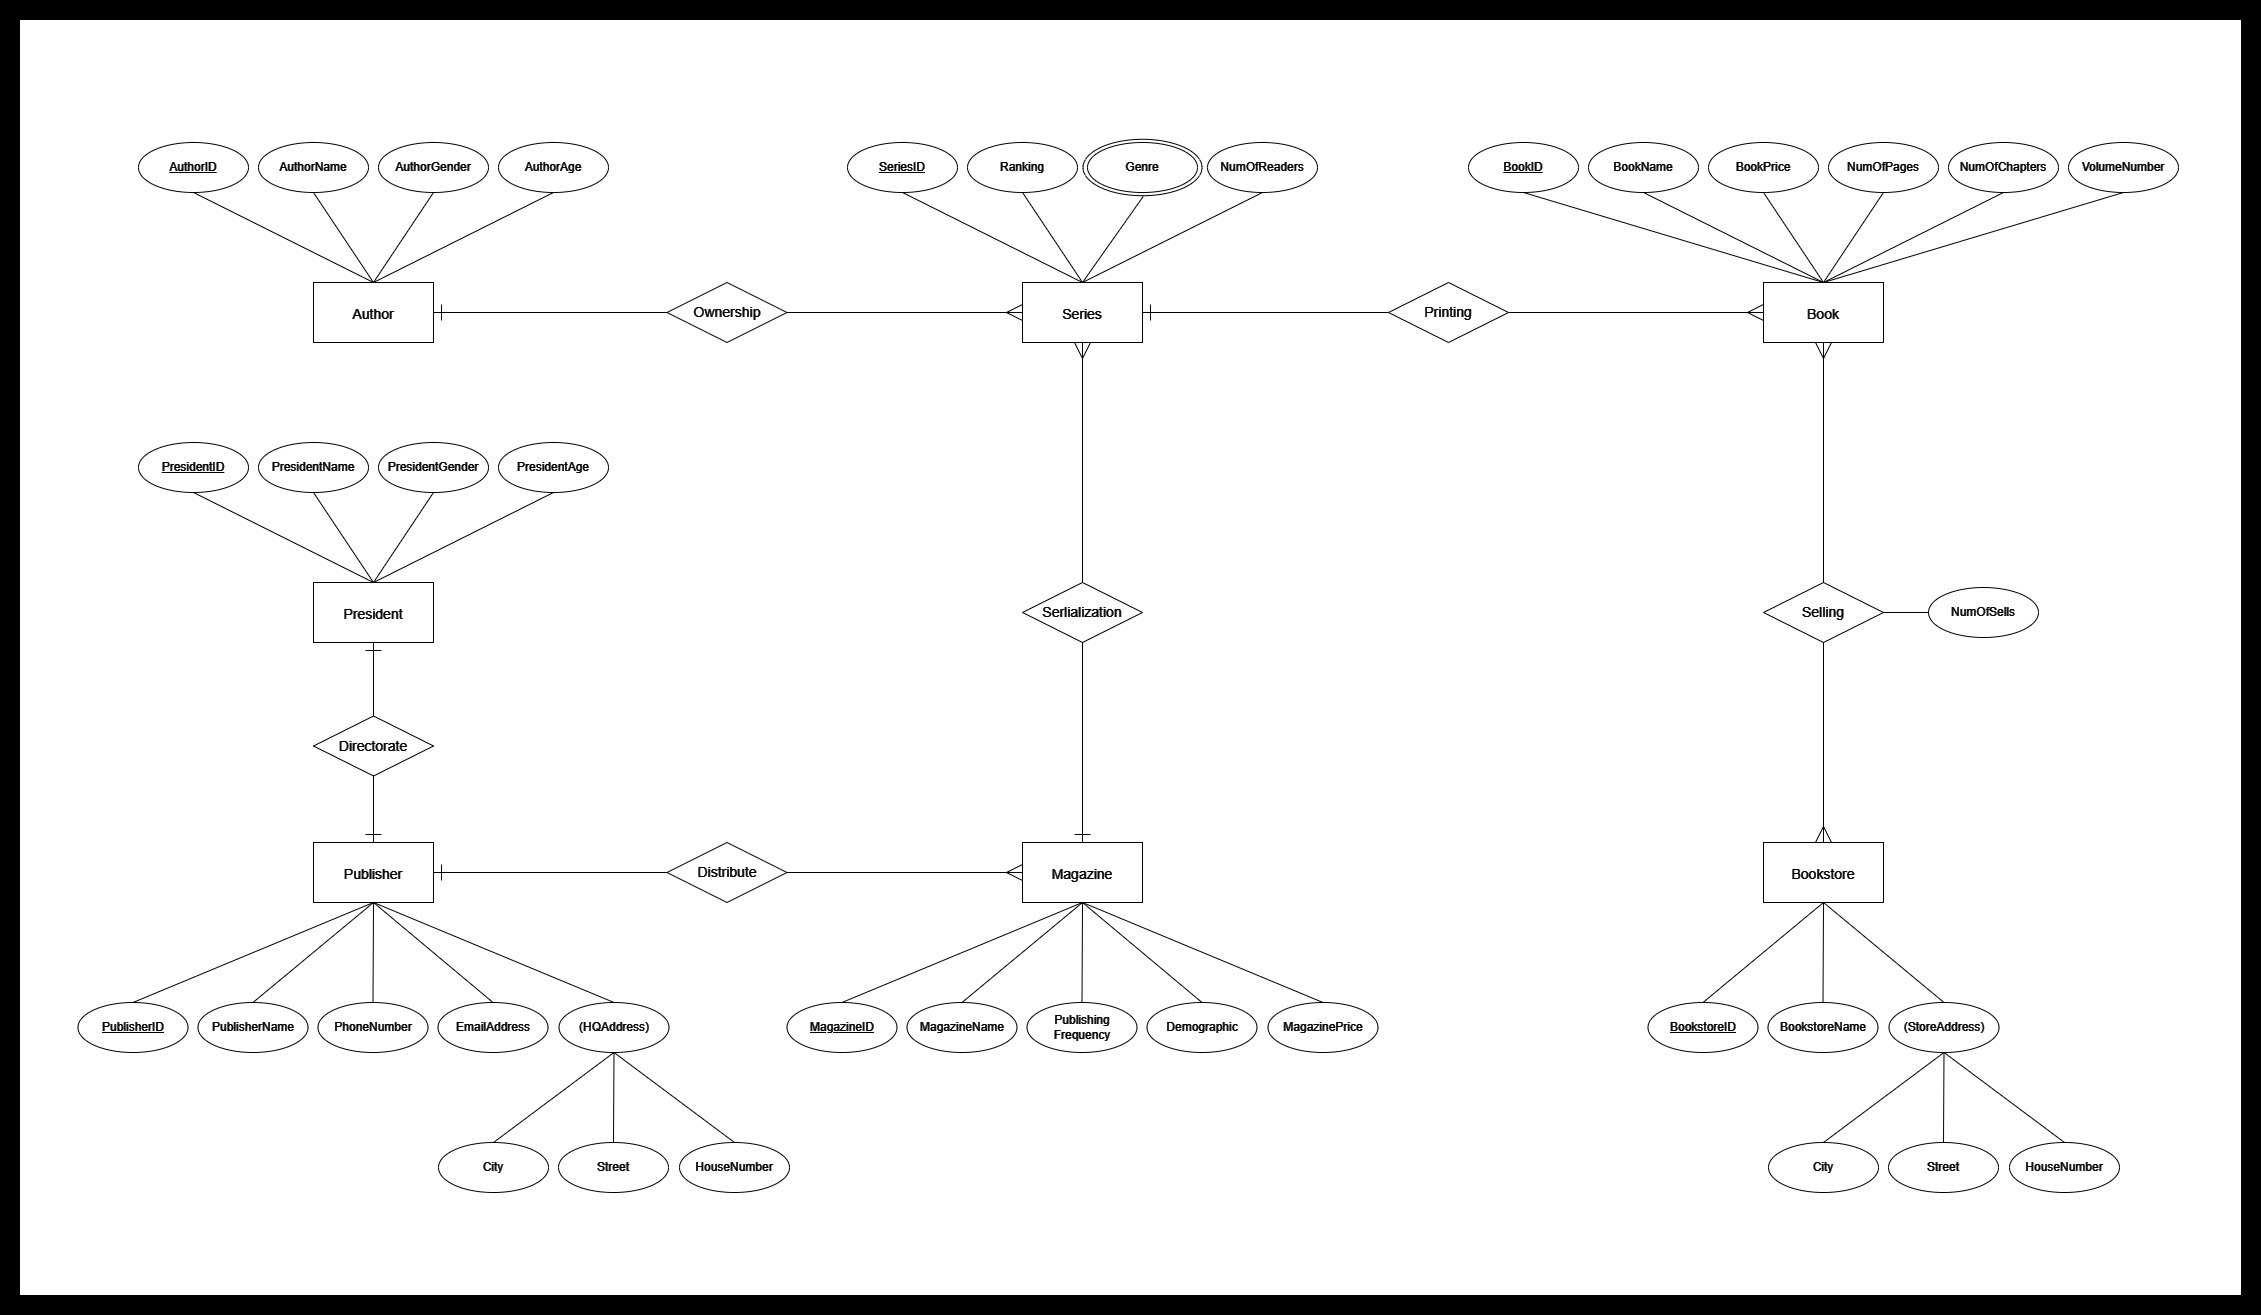 AuthorID AuthorName AuthorGender AuthorAge
SeriesID Ranking Genre NumOfReaders
BookID BookName BookPrice NumOfPages NumOfChapters VolumeNumber
Author Ownership Series Printing Book
PresidentID PresidentName PresidentGender PresidentAge
President
Serlialization
Selling NumOfSells
Directorate
Publisher Distribute Magazine Bookstore
PublisherID PublisherName PhoneNumber EmailAddress (HQAddress)
MagazineID MagazineName
Publishing
Frequency
Demographic MagazinePrice
BookstoreID BookstoreName (StoreAddress)
City Street HouseNumber
City Street HouseNumber